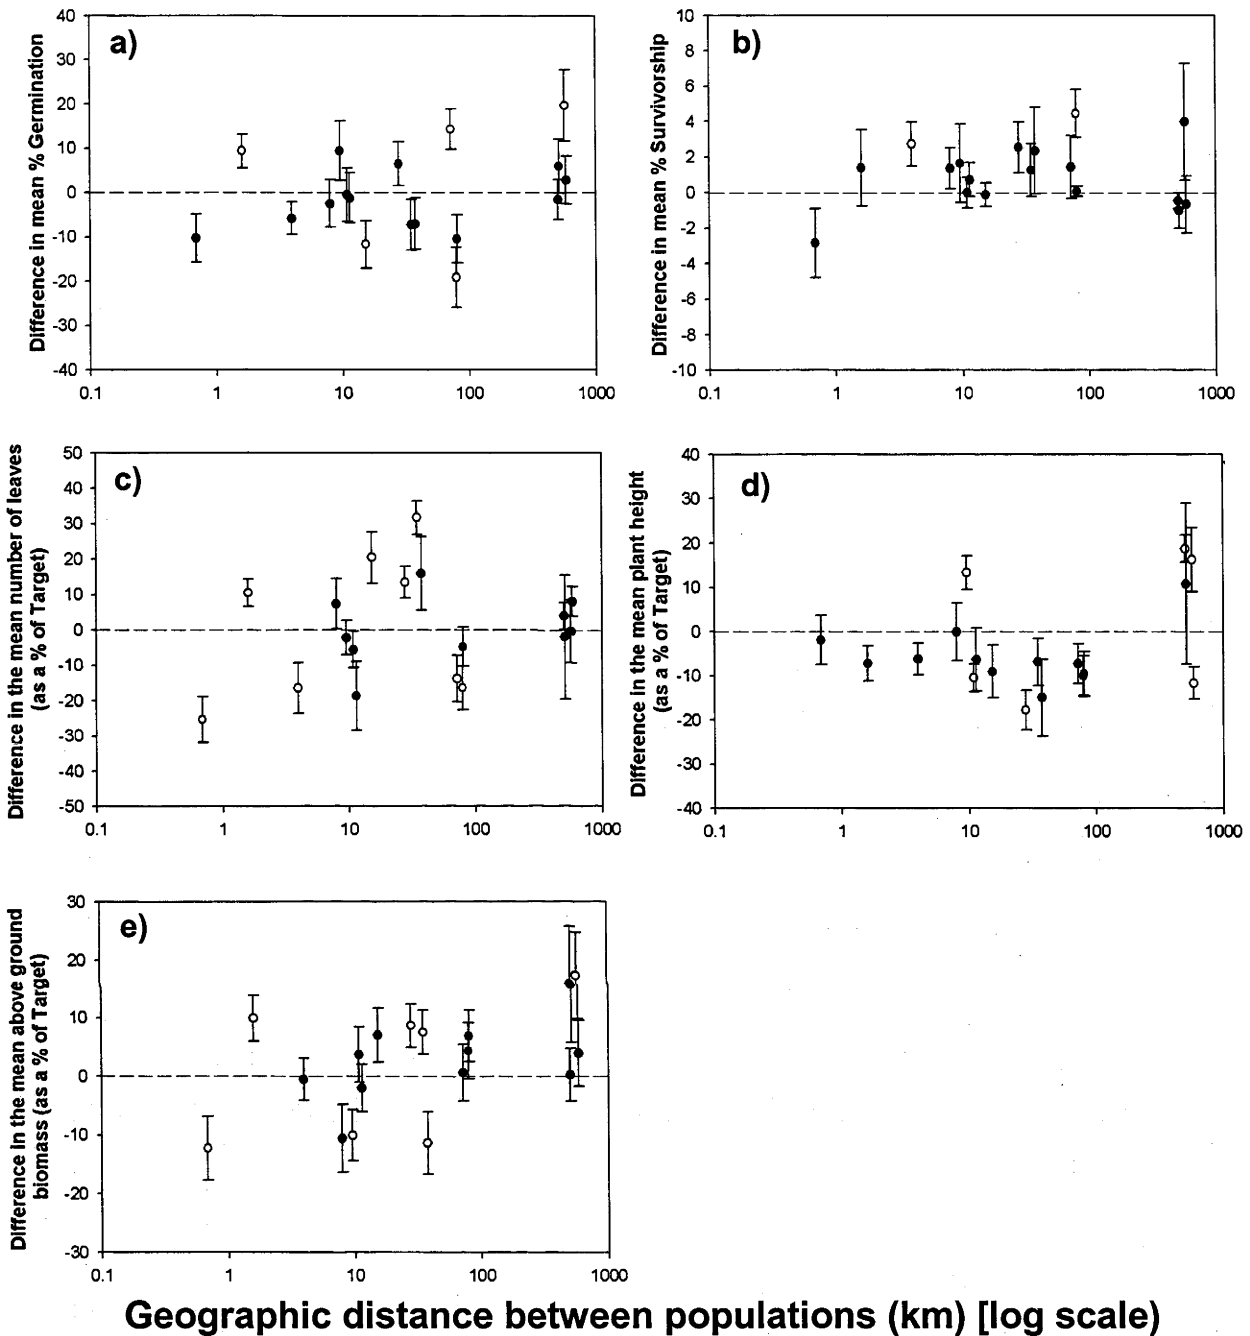 a)
Difference in mean % Germination
40
30
20
10
0
-10
-20
-30
-40
0.1 1 10 100 1000
b)
Difference in mean % Survivorship
10
8
6
4
2
0
-2
-4
-6
-8
-10
0.1 1 10 100 1000
c)
Difference in the mean number of leaves
(as a % of Target)
50
40
30
20
10
0
-10
-20
-30
-40
-50
0.1 1 10 100 1000
d)
Difference in the mean plant height
(as a % of Target)
40
30
20
10
0
-10
-20
-30
-40
0.1 1 10 100 1000
e)
Difference in the mean above ground
biomass (as a % of Target)
30
20
10
0
-10
-20
-30
0.1 1 10 100 1000
Geographic distance between populations (km) [log scale)